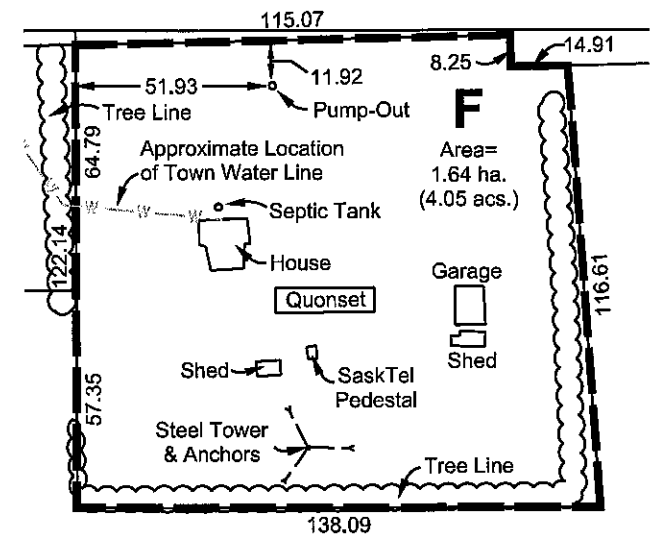 115.07
14.91
8.25
11.92
51.93
Pump-Out
Tree Line
F
64.79
Approximate Location
of Town Water Line
Area=
1.64 ha.
(4.05 acs.)
W W W W
Septic Tank
122.14
House
Garage
116.61
Quonset
Shed
Shed
SaskTel
Pedestal
57.35
Steel Tower
& Anchors
Tree Line
138.09